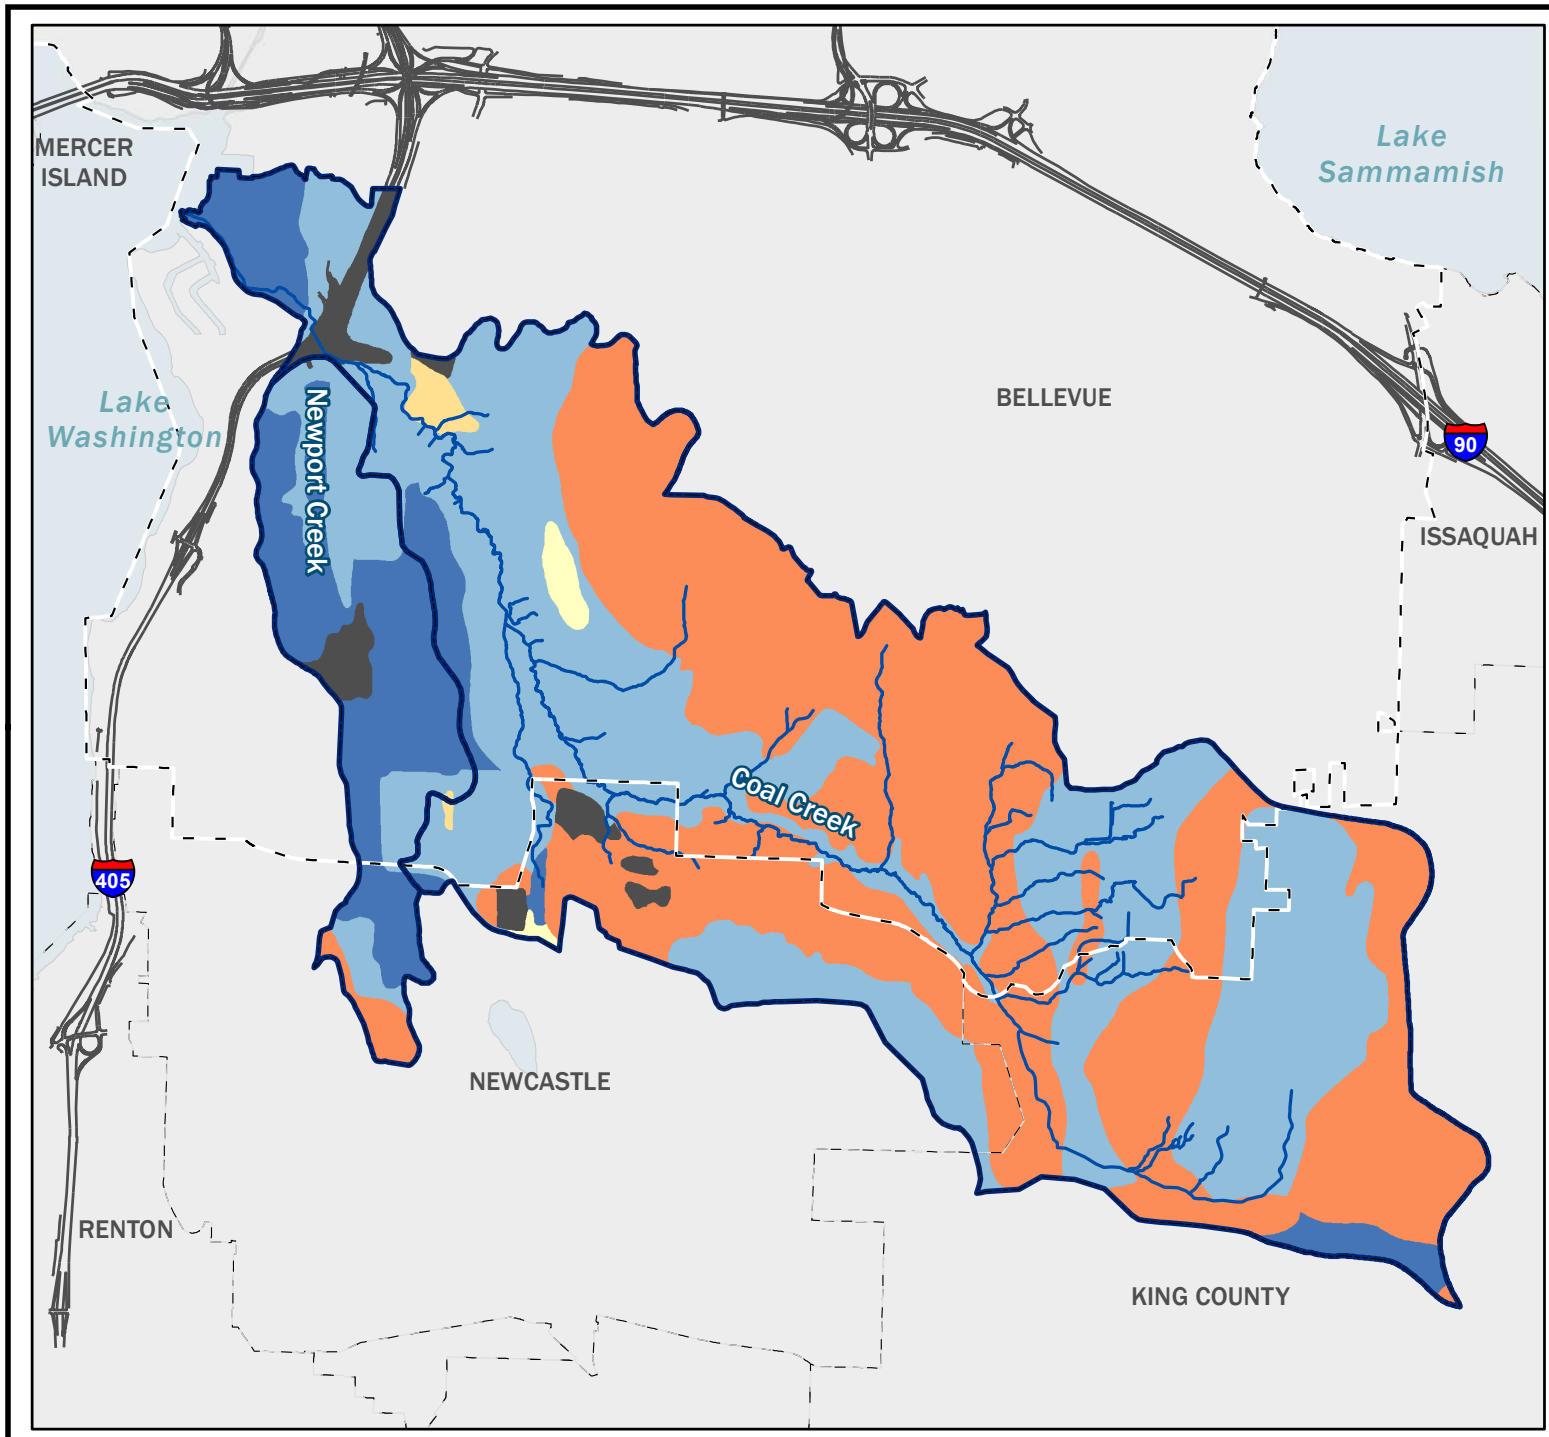 MERCER
ISLAND
Lake
Sammamish
Lake
Washington
Newport Creek
BELLEVUE
90
ISSAQUAH
Coal Creek
405
NEWCASTLE
RENTON
KING COUNTY